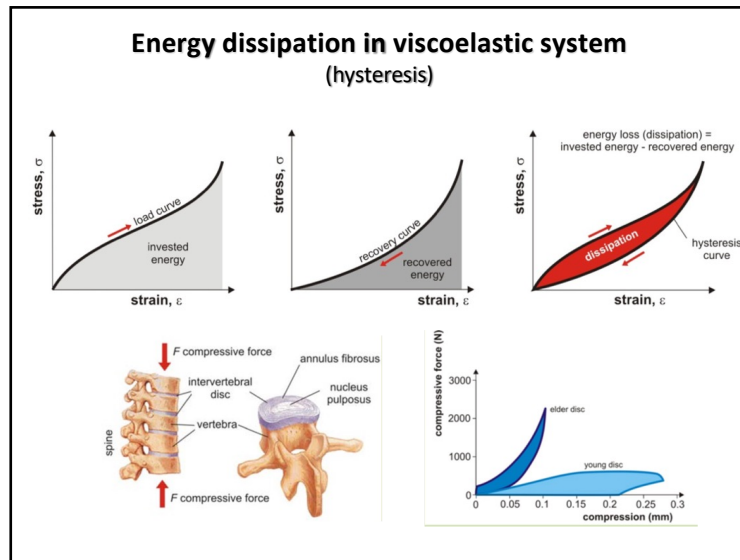 Energy dissipation in viscoelastic system
(hysteresis)
stress, σ
load curve
invested
energy
strain, ε
stress, σ
recovery curve
recovered
energy
strain, ε
energy loss (dissipation) =
invested energy - recovered energy
stress, σ
dissipation
hysteresis
curve
strain, ε
F compressive force
intervertebral
disc
vertebra
spine
F compressive force
annulus fibrosus
nucleus
pulposus
compressive force (N)
3000
2000
1000
0
elder disc
young disc
0
0.05
0.1
0.15
0.2
0.25
0.3
compression (mm)